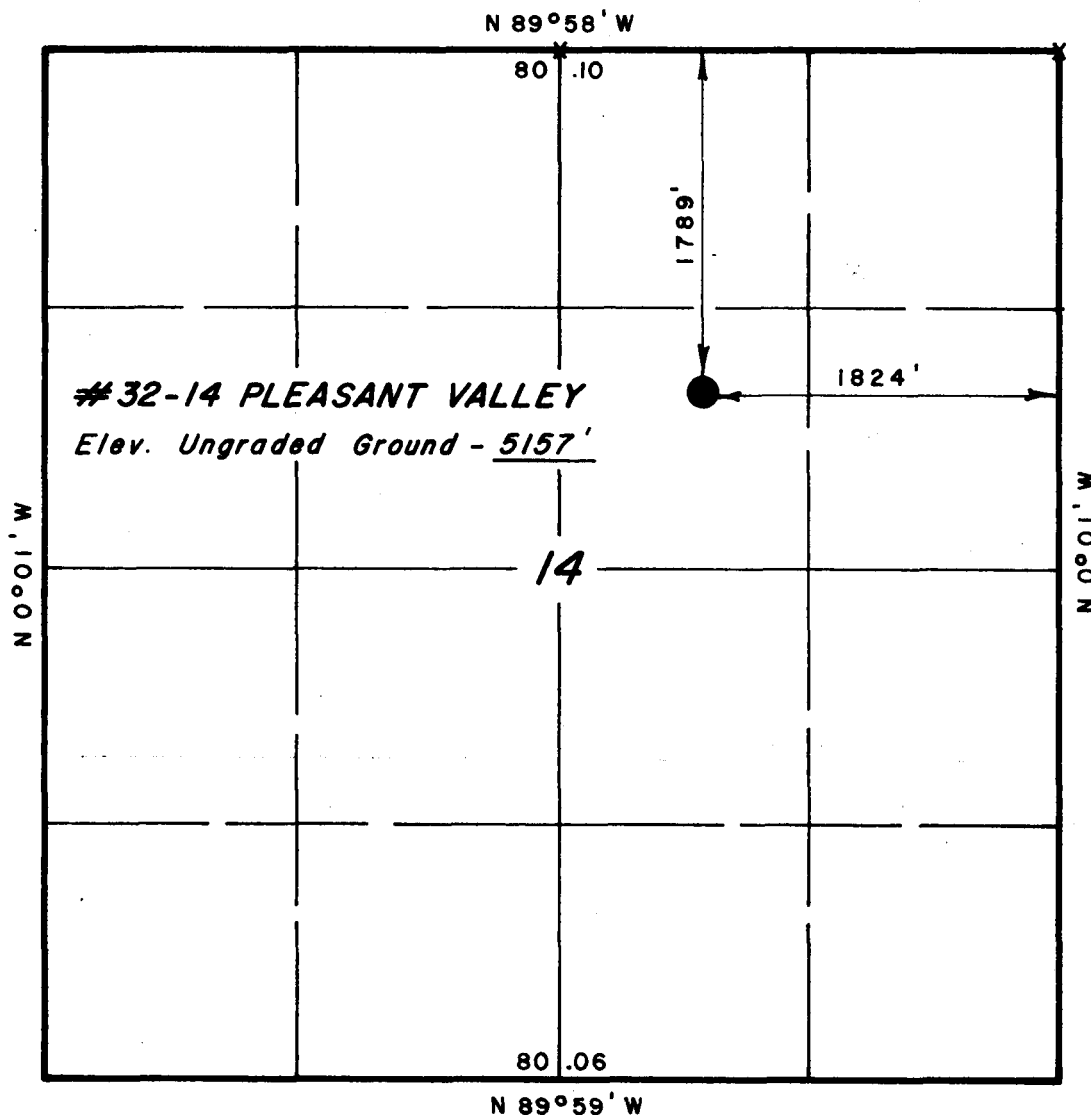 N 89°58' W
80 .10
1789'
1824'
#32-14 PLEASANT VALLEY
Elev. Ungraded Ground - 5157'
N 0°01' W
N 0°01' W
14
80 .06
N 89°59' W